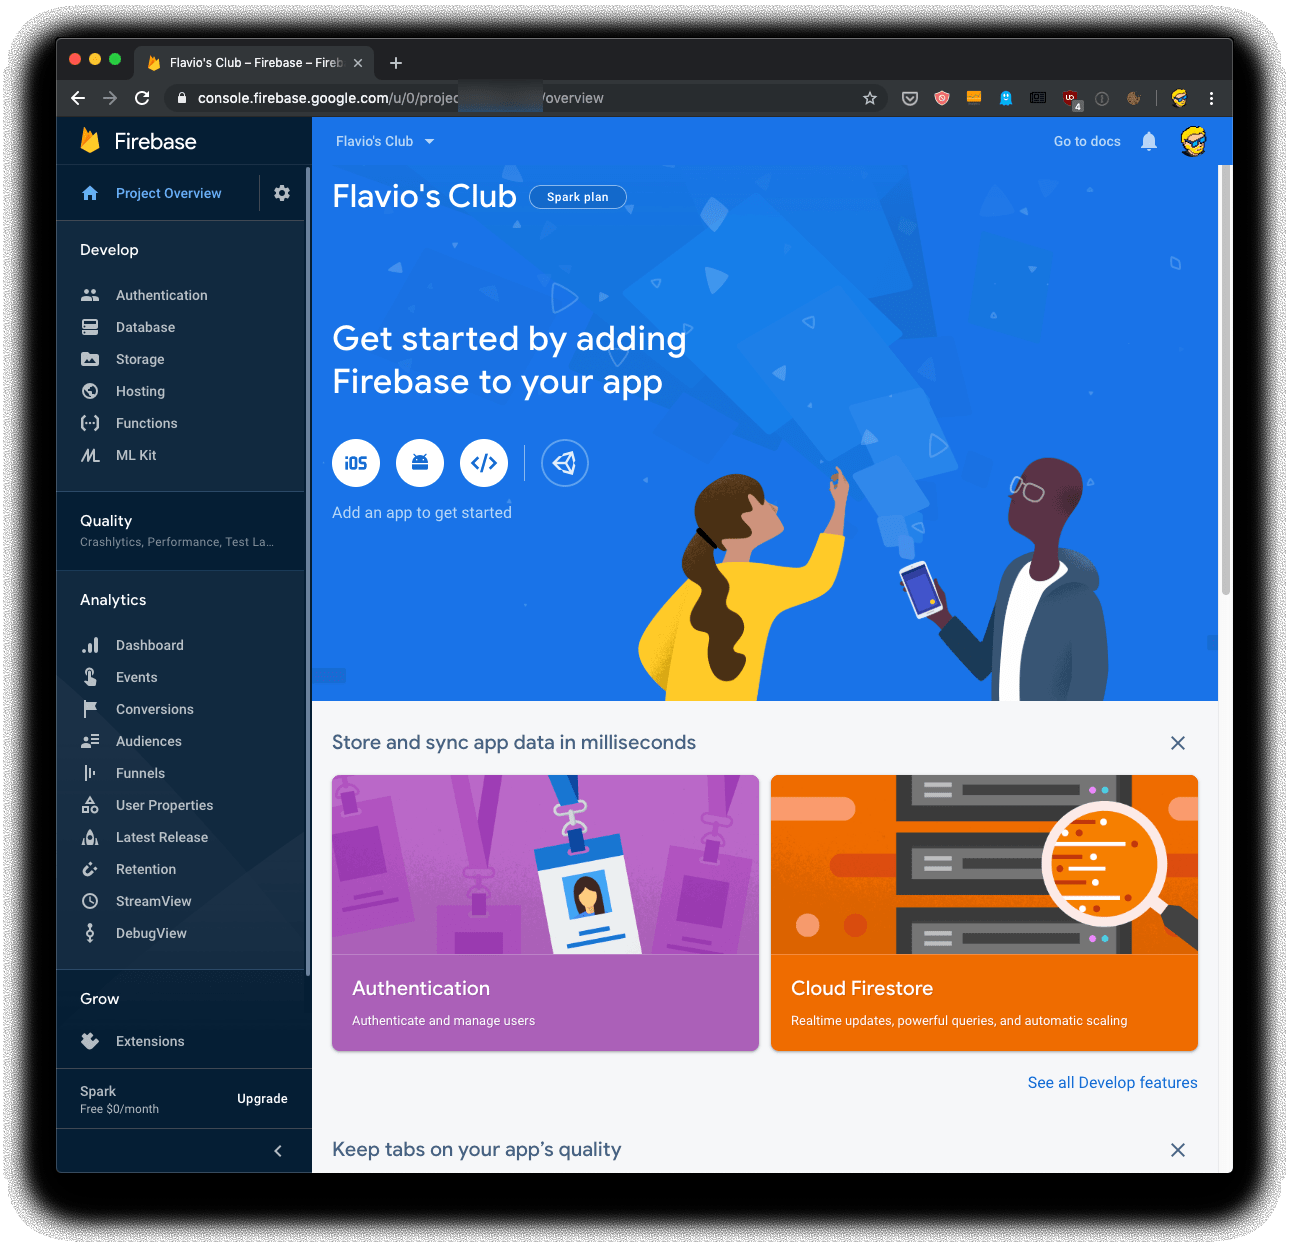 Flavio's Club – Firebase – Fireb
console.firebase.google.com/u/0/projec /overview
4
Firebase
Flavio's Club
Go to docs
Project Overview
Flavio's Club
Spark plan
Develop
Authentication
Database
Storage
Hosting
Functions
ML Kit
Get started by adding
Firebase to your app
iOS
Add an app to get started
Quality
Crashlytics, Performance, Test La...
Analytics
Dashboard
Events
Conversions
Audiences
Funnels
User Properties
Latest Release
Retention
StreamView
DebugView
Grow
Extensions
Spark
Free $0/month
Upgrade
Store and sync app data in milliseconds
Authentication
Authenticate and manage users
Cloud Firestore
Realtime updates, powerful queries, and automatic scaling
See all Develop features
Keep tabs on your app’s quality